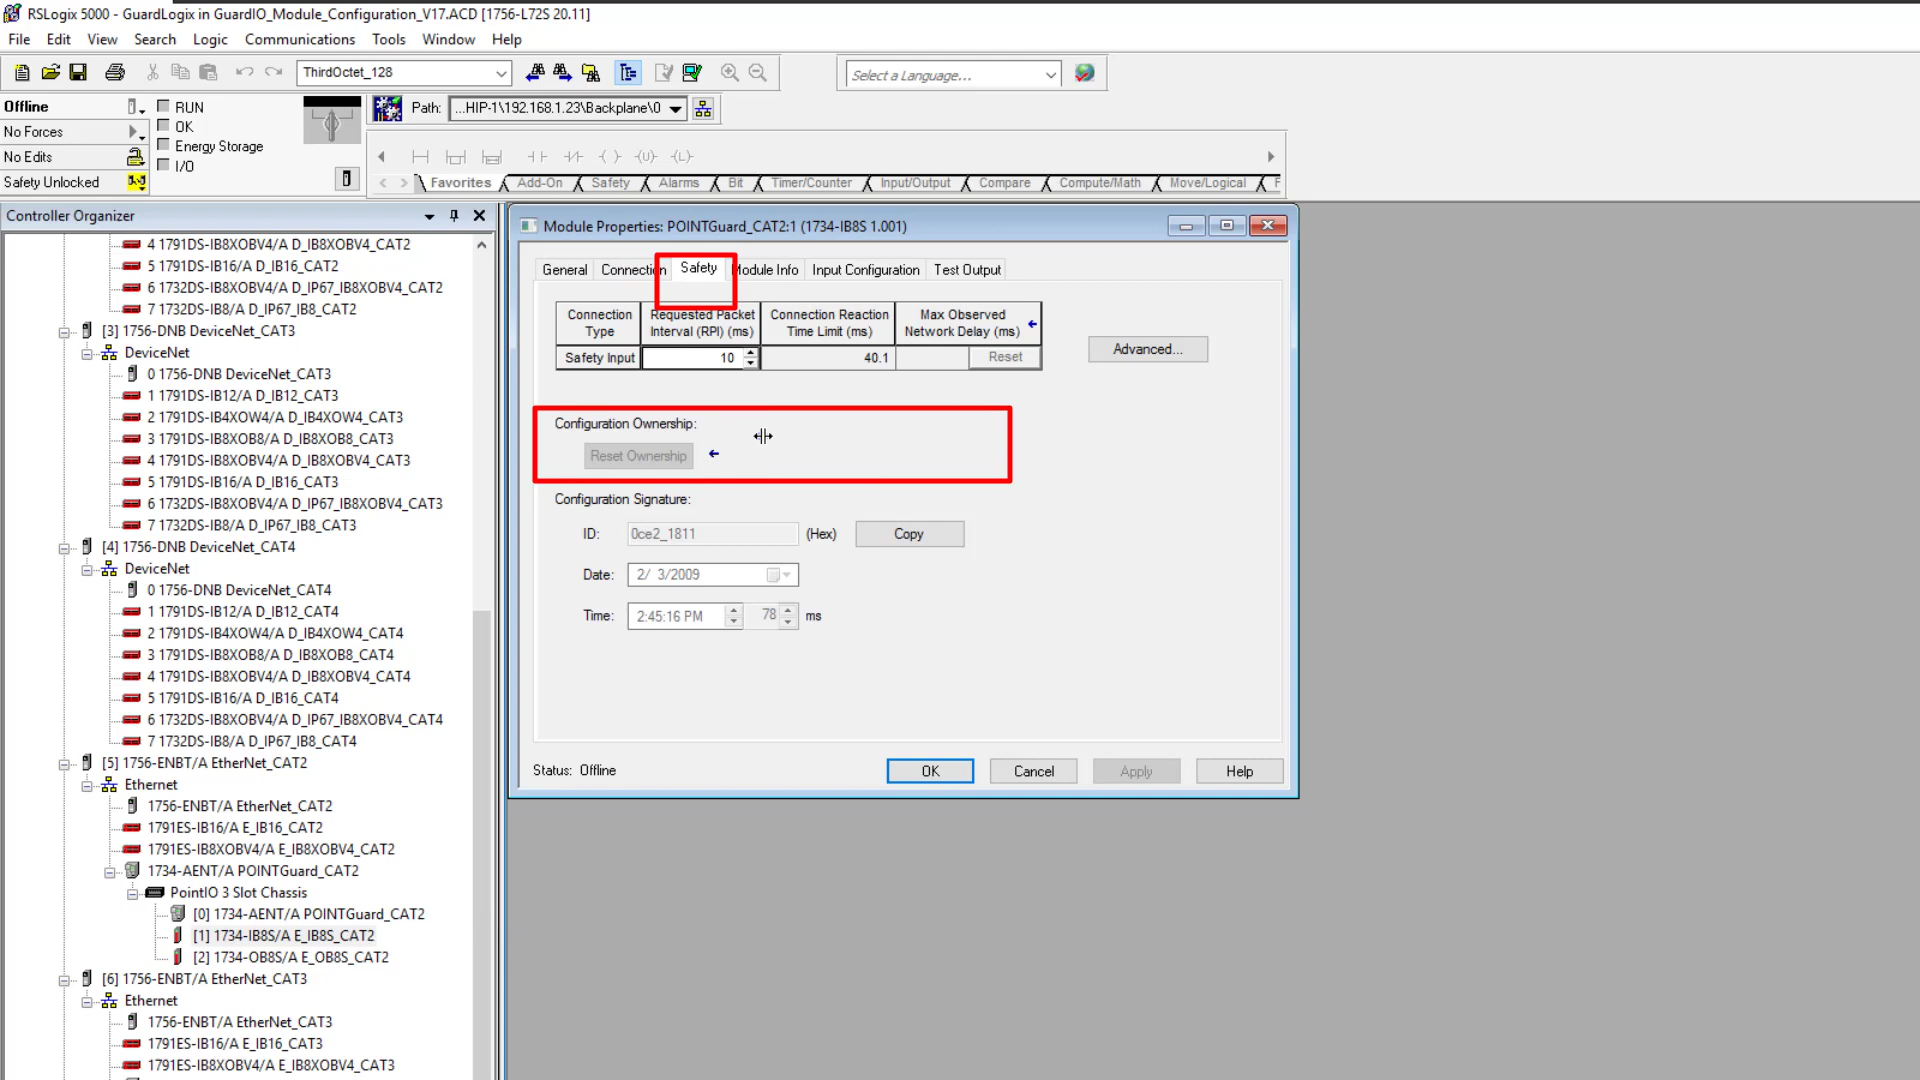 RSLogix 5000 - GuardLogix in GuardIO_Module_Configuration_V17.ACD [1756-L72S 20.11]
File Edit View Search Logic Communications Tools Window Help
ThirdOctet_128
Select a Language...
Offline
RUN
No Forces
OK
No Edits
Energy Storage
Safety Unlocked
I/O
Path: ...HIP-1\192.168.1.23\Backplane\0
Favorites Add-On Safety Alarms Bit Timer/Counter Input/Output Compare Compute/Math Move/Logical F
Controller Organizer
4 1791DS-IB8XOBV4/A D_IB8XOBV4_CAT2
5 1791DS-IB16/A D_IB16_CAT2
6 1732DS-IB8XOBV4/A D_IP67_IB8XOBV4_CAT2
7 1732DS-IB8/A D_IP67_IB8_CAT2
[3] 1756-DNB DeviceNet_CAT3
DeviceNet
0 1756-DNB DeviceNet_CAT3
1 1791DS-IB12/A D_IB12_CAT3
2 1791DS-IB4XOW4/A D_IB4XOW4_CAT3
3 1791DS-IB8XOB8/A D_IB8XOB8_CAT3
4 1791DS-IB8XOBV4/A D_IB8XOBV4_CAT3
5 1791DS-IB16/A D_IB16_CAT3
6 1732DS-IB8XOBV4/A D_IP67_IB8XOBV4_CAT3
7 1732DS-IB8/A D_IP67_IB8_CAT3
[4] 1756-DNB DeviceNet_CAT4
DeviceNet
0 1756-DNB DeviceNet_CAT4
1 1791DS-IB12/A D_IB12_CAT4
2 1791DS-IB4XOW4/A D_IB4XOW4_CAT4
3 1791DS-IB8XOB8/A D_IB8XOB8_CAT4
4 1791DS-IB8XOBV4/A D_IB8XOBV4_CAT4
5 1791DS-IB16/A D_IB16_CAT4
6 1732DS-IB8XOBV4/A D_IP67_IB8XOBV4_CAT4
7 1732DS-IB8/A D_IP67_IB8_CAT4
[5] 1756-ENBT/A EtherNet_CAT2
Ethernet
1756-ENBT/A EtherNet_CAT2
1791ES-IB16/A E_IB16_CAT2
1791ES-IB8XOBV4/A E_IB8XOBV4_CAT2
1734-AENT/A POINTGuard_CAT2
PointIO 3 Slot Chassis
[0] 1734-AENT/A POINTGuard_CAT2
[1] 1734-IB8S/A E_IB8S_CAT2
[2] 1734-OB8S/A E_OB8S_CAT2
[6] 1756-ENBT/A EtherNet_CAT3
Ethernet
1756-ENBT/A EtherNet_CAT3
1791ES-IB16/A E_IB16_CAT3
1791ES-IB8XOBV4/A E_IB8XOBV4_CAT3
Module Properties: POINTGuard_CAT2:1 (1734-IB8S 1.001)
General Connection Safety Module Info Input Configuration Test Output
Connection Type
Requested Packet Interval (RPI) (ms)
Connection Reaction Time Limit (ms)
Max Observed Network Delay (ms)
Safety Input 10 40.1 Reset
Advanced...
Configuration Ownership:
Reset Ownership
Configuration Signature:
ID: 0ce2_1811 (Hex) Copy
Date: 2/ 3/2009
Time: 2:45:16 PM 78 ms
Status: Offline
OK Cancel Apply Help